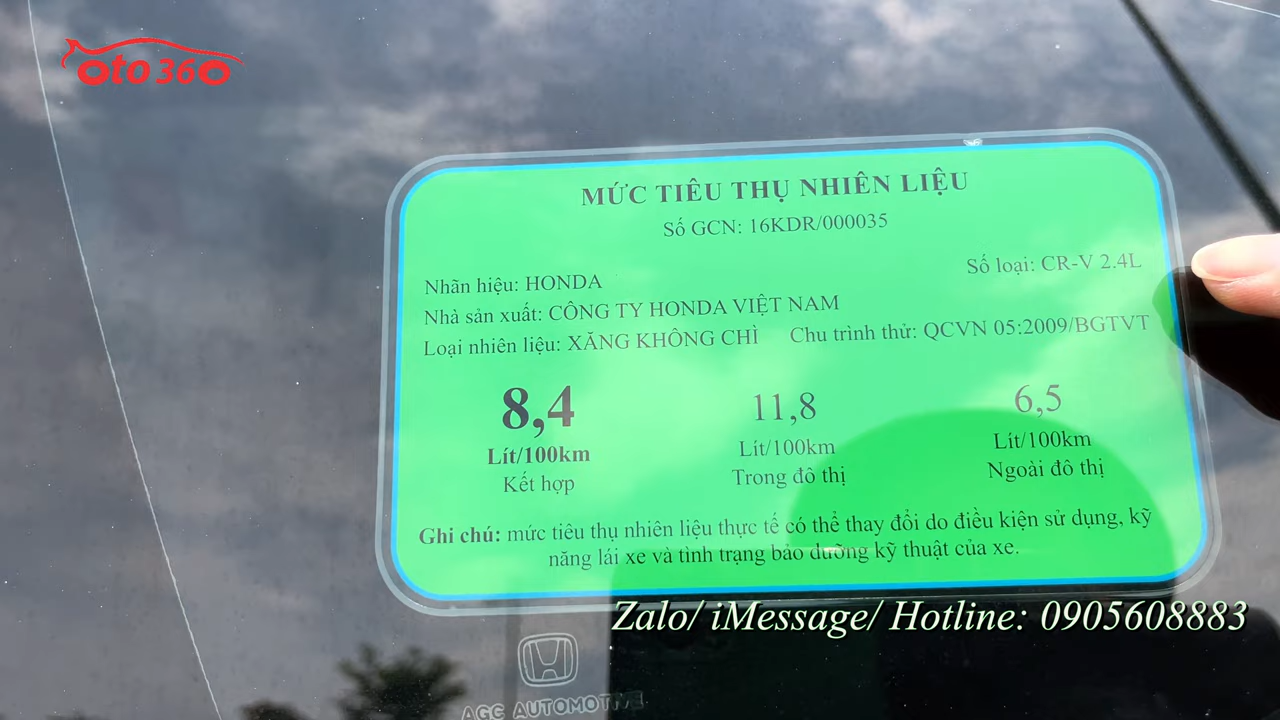 oto 360
MỨC TIÊU THỤ NHIÊN LIỆU
Số GCN: 16KDR/000035
Nhãn hiệu: HONDA Số loại: CR-V 2.4L
Nhà sản xuất: CÔNG TY HONDA VIỆT NAM
Loại nhiên liệu: XĂNG KHÔNG CHÌ Chu trình thử: QCVN 05:2009/BGTVT
8,4 11,8 6,5
Lít/100km Lít/100km Lít/100km
Kết hợp Trong đô thị Ngoài đô thị
Ghi chú: mức tiêu thụ nhiên liệu thực tế có thể thay đổi do điều kiện sử dụng, kỹ
năng lái xe và tình trạng bảo dưỡng kỹ thuật của xe.
Zalo/ iMessage/ Hotline: 0905608883
AGC AUTOMOTIVE